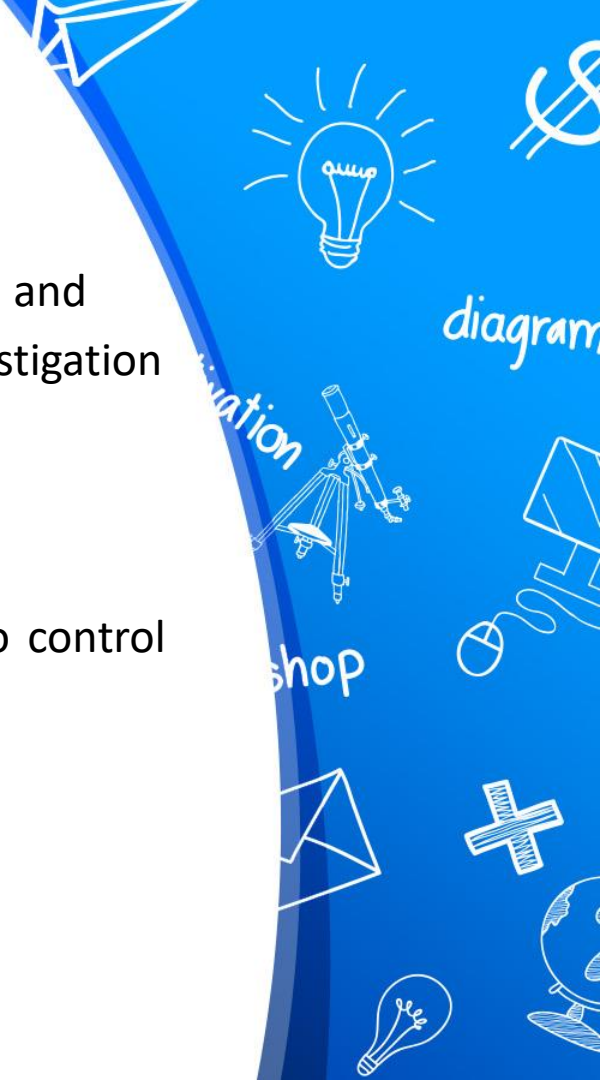 and
stigation
control
diagram
shop